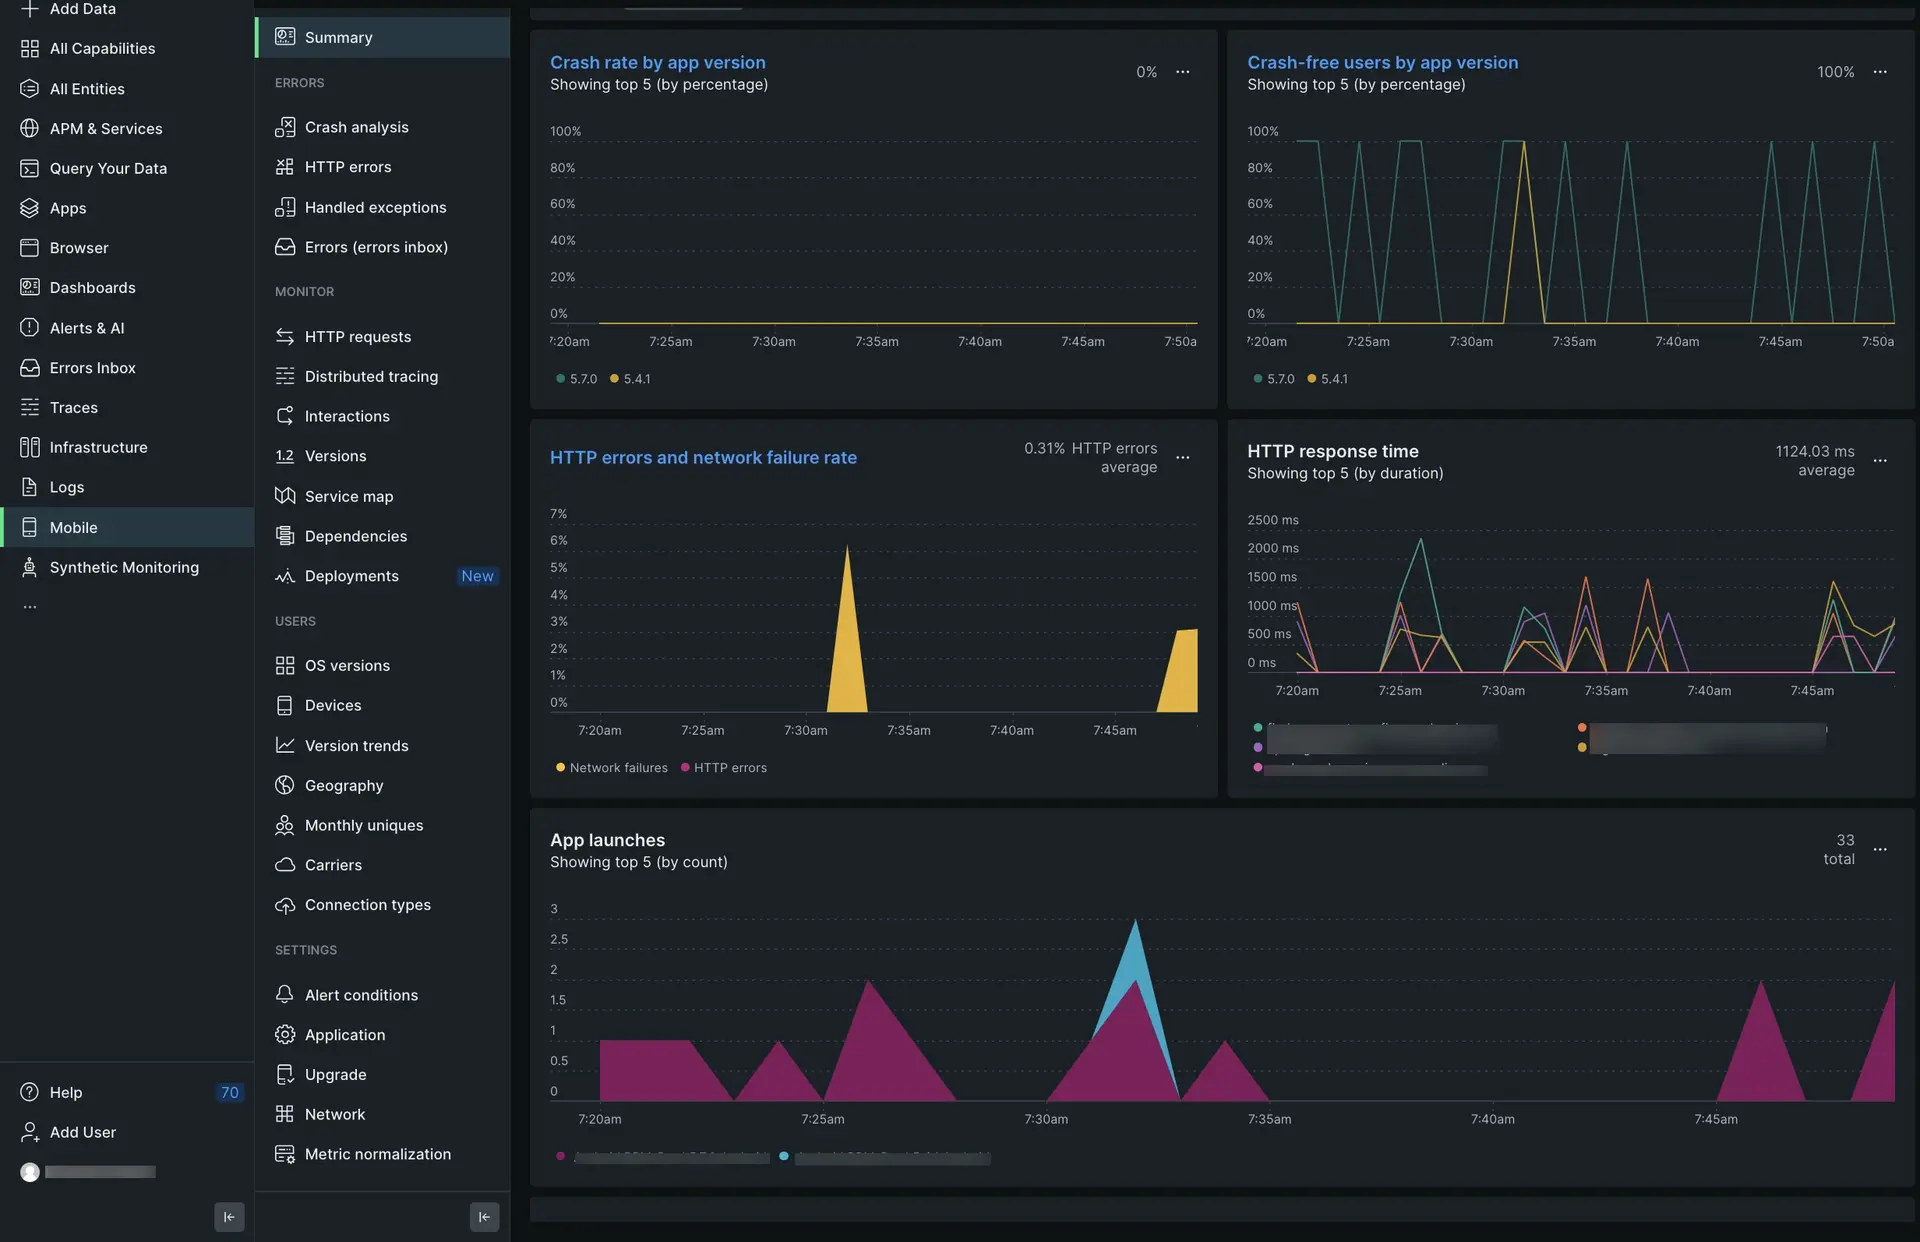 Add Data
All Capabilities
All Entities
APM & Services
Query Your Data
Apps
Browser
Dashboards
Alerts & AI
Errors Inbox
Traces
Infrastructure
Logs
Mobile
Synthetic Monitoring
...
Help 70
Add User
Summary
ERRORS
Crash analysis
HTTP errors
Handled exceptions
Errors (errors inbox)
MONITOR
HTTP requests
Distributed tracing
Interactions
1.2 Versions
Service map
Dependencies
Deployments New
USERS
OS versions
Devices
Version trends
Geography
Monthly uniques
Carriers
Connection types
SETTINGS
Alert conditions
Application
Upgrade
Network
Metric normalization
Crash rate by app version
Showing top 5 (by percentage)
0% ...
100%
80%
60%
40%
20%
0%
7:20am 7:25am 7:30am 7:35am 7:40am 7:45am 7:50a
5.7.0 5.4.1
Crash-free users by app version
Showing top 5 (by percentage)
100% ...
100%
80%
60%
40%
20%
0%
7:20am 7:25am 7:30am 7:35am 7:40am 7:45am 7:50a
5.7.0 5.4.1
HTTP errors and network failure rate
0.31% HTTP errors
average
...
7%
6%
5%
4%
3%
2%
1%
0%
7:20am 7:25am 7:30am 7:35am 7:40am 7:45am
Network failures HTTP errors
HTTP response time
Showing top 5 (by duration)
1124.03 ms
average
...
2500 ms
2000 ms
1500 ms
1000 ms
500 ms
0 ms
7:20am 7:25am 7:30am 7:35am 7:40am 7:45am
App launches
Showing top 5 (by count)
33
total
...
3
2.5
2
1.5
1
0.5
0
7:20am 7:25am 7:30am 7:35am 7:40am 7:45am